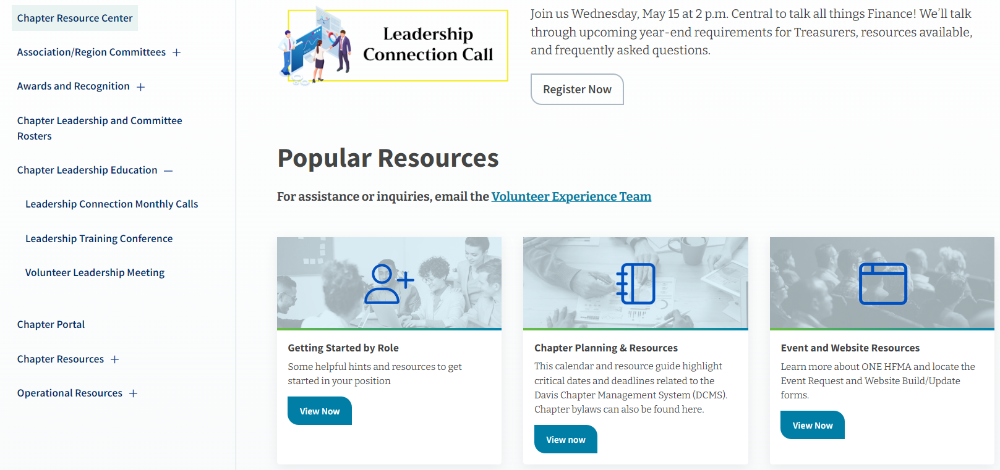 Chapter Resource Center
Association/Region Committees +
Awards and Recognition +
Chapter Leadership and Committee
Rosters
Chapter Leadership Education —
Leadership Connection Monthly Calls
Leadership Training Conference
Volunteer Leadership Meeting
Chapter Portal
Chapter Resources +
Operational Resources +
Leadership
Connection Call
Join us Wednesday, May 15 at 2 p.m. Central to talk all things Finance! We’ll talk
through upcoming year-end requirements for Treasurers, resources available,
and frequently asked questions.
Register Now
Popular Resources
For assistance or inquiries, email the Volunteer Experience Team
Getting Started by Role
Some helpful hints and resources to get
started in your position
View Now
Chapter Planning & Resources
This calendar and resource guide highlight
critical dates and deadlines related to the
Davis Chapter Management System (DCMS).
Chapter bylaws can also be found here.
View now
Event and Website Resources
Learn more about ONE HFMA and locate the
Event Request and Website Build/Update
forms.
View Now